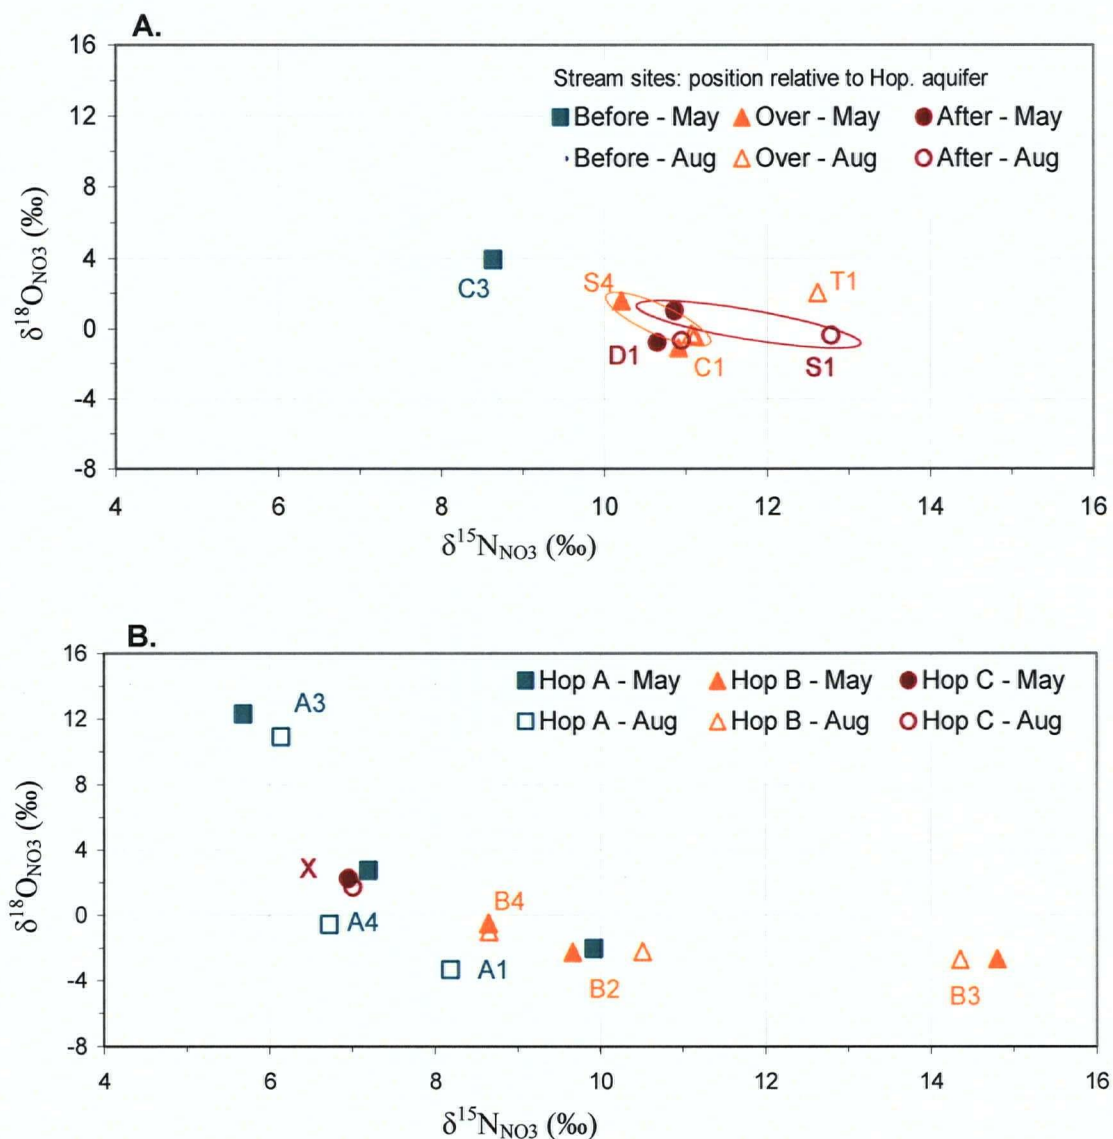 A.
16
12
8
4
0
-4
-8
δ18ONO3 (‰)
Stream sites: position relative to Hop. aquifer
Before - May Over - May After - May
Before - Aug Over - Aug After - Aug
C3
S4
T1
D1
C1
S1
4 6 8 10 12 14 16
δ15NNO3 (‰)
B.
16
12
8
4
0
-4
-8
δ18ONO3 (‰)
Hop A - May Hop B - May Hop C - May
Hop A - Aug Hop B - Aug Hop C - Aug
A3
X
A4
B4
A1
B2
B3
4 6 8 10 12 14 16
δ15NNO3 (‰)